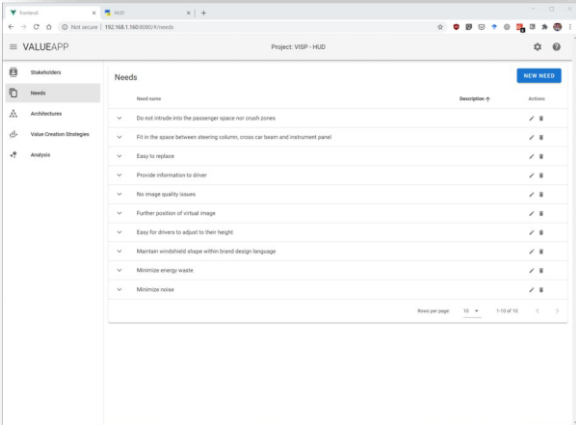 frontend
HUD
Not secure | 192.168.1.160:8080/#/needs
VALUEAPP
Project: VISP - HUD
Stakeholders
Needs
Architectures
Value Creation Strategies
Analysis
Needs
NEW NEED
Need name
Description
Actions
Do not intrude into the passenger space nor crush zones
Fit in the space between steering column, cross car beam and instrument panel
Easy to replace
Provide information to driver
No image quality issues
Further position of virtual image
Easy for drivers to adjust to their height
Maintain windshield shape within brand design language
Minimize energy waste
Minimize noise
Rows per page 10 1-10 of 10